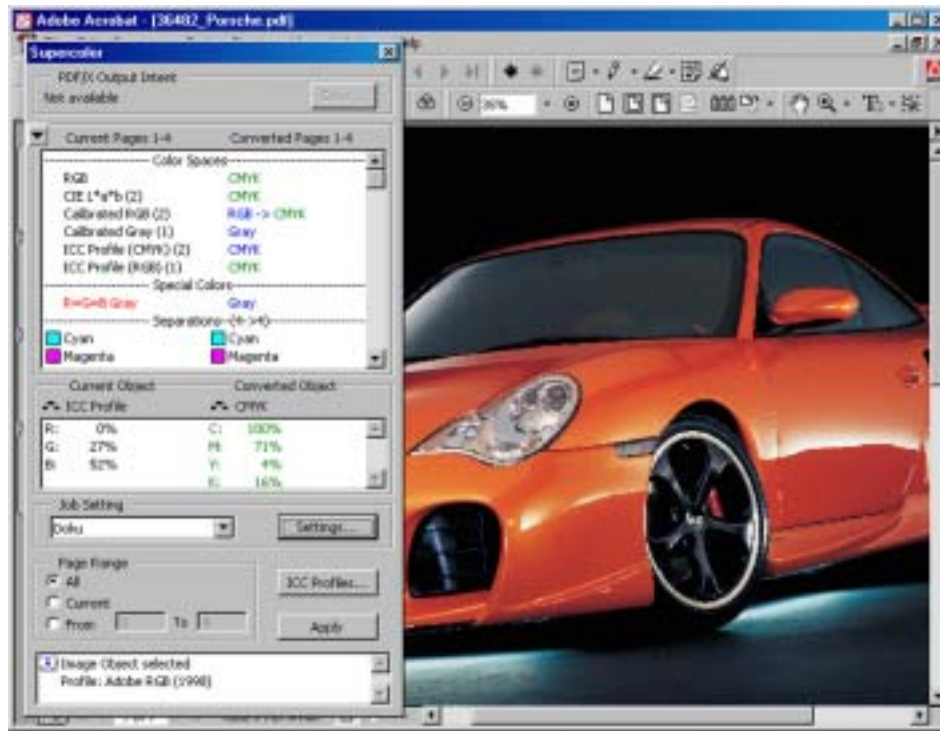 Adobe Acrobat - [36482_Porsche.pdf]
Supercolor
PDF/X Output Intent
Not available
Current Pages 1-4 Converted Pages 1-4
Color Spaces
RGB CMYK
CIE L*a*b (2) CMYK
Calibrated RGB (2) RGB -> CMYK
Calibrated Gray (1) Gray
ICC Profile (CMYK) (2) CMYK
ICC Profile (RGB) (1) CMYK
Special Colors
R=G=B Gray Gray
Separations (4->4)
Cyan Cyan
Magenta Magenta
Current Object Converted Object
ICC Profile CMYK
R: 0% C: 100%
G: 27% M: 71%
B: 52% Y: 4%
K: 16%
Job Setting
Doku Settings...
Page Range
All ICC Profiles...
Current
From To Apply
Image Object selected
Profile: Adobe RGB (1998)